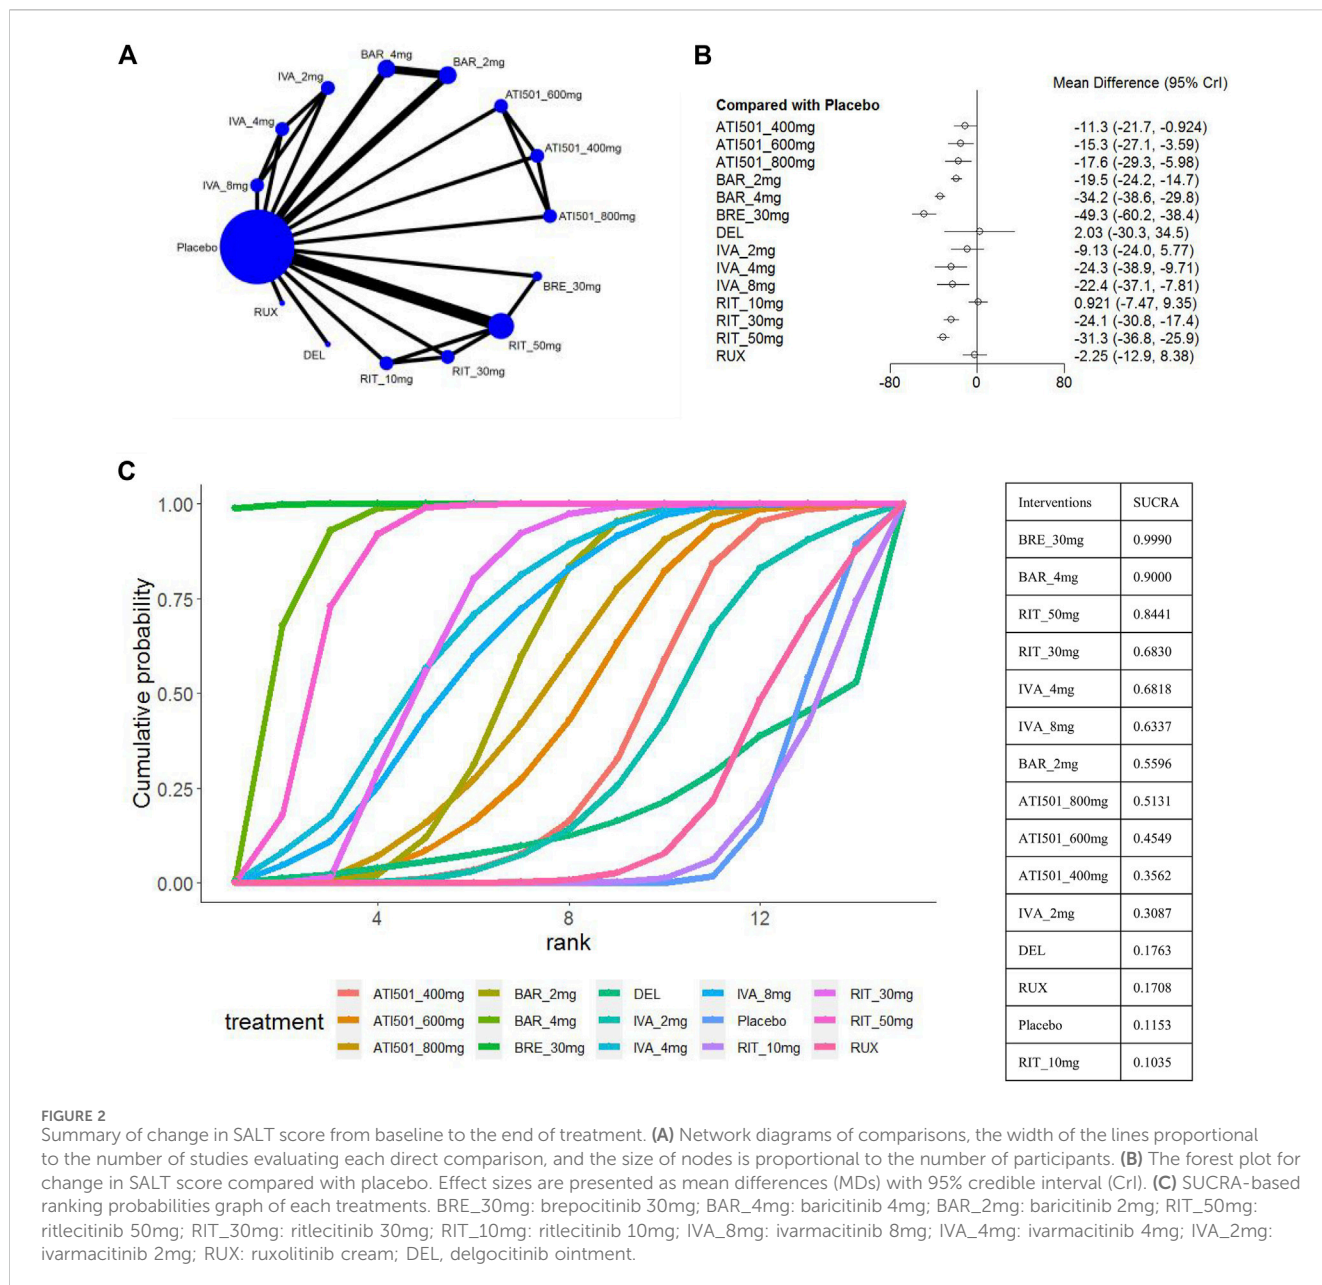 A
BAR_4mg
BAR_2mg
IVA_2mg
ATI501_600mg
IVA_4mg
ATI501_400mg
IVA_8mg
ATI501_800mg
Placebo
BRE_30mg
RUX
RIT_50mg
DEL
RIT_30mg
RIT_10mg
B
Mean Difference (95% CrI)
Compared with Placebo
ATI501_400mg -11.3 (-21.7, -0.924)
ATI501_600mg -15.3 (-27.1, -3.59)
ATI501_800mg -17.6 (-29.3, -5.98)
BAR_2mg -19.5 (-24.2, -14.7)
BAR_4mg -34.2 (-38.6, -29.8)
BRE_30mg -49.3 (-60.2, -38.4)
DEL 2.03 (-30.3, 34.5)
IVA_2mg -9.13 (-24.0, 5.77)
IVA_4mg -24.3 (-38.9, -9.71)
IVA_8mg -22.4 (-37.1, -7.81)
RIT_10mg 0.921 (-7.47, 9.35)
RIT_30mg -24.1 (-30.8, -17.4)
RIT_50mg -31.3 (-36.8, -25.9)
RUX -2.25 (-12.9, 8.38)
-80 0 80
C
1.00
0.75
0.50
0.25
0.00
Cumulative probability
4 8 12
rank
treatment
ATI501_400mg BAR_2mg DEL IVA_8mg RIT_30mg
ATI501_600mg BAR_4mg IVA_2mg Placebo RIT_50mg
ATI501_800mg BRE_30mg IVA_4mg RIT_10mg RUX
Interventions SUCRA
BRE_30mg 0.9990
BAR_4mg 0.9000
RIT_50mg 0.8441
RIT_30mg 0.6830
IVA_4mg 0.6818
IVA_8mg 0.6337
BAR_2mg 0.5596
ATI501_800mg 0.5131
ATI501_600mg 0.4549
ATI501_400mg 0.3562
IVA_2mg 0.3087
DEL 0.1763
RUX 0.1708
Placebo 0.1153
RIT_10mg 0.1035
FIGURE 2
Summary of change in SALT score from baseline to the end of treatment. (A) Network diagrams of comparisons, the width of the lines proportional
to the number of studies evaluating each direct comparison, and the size of nodes is proportional to the number of participants. (B) The forest plot for
change in SALT score compared with placebo. Effect sizes are presented as mean differences (MDs) with 95% credible interval (CrI). (C) SUCRA-based
ranking probabilities graph of each treatments. BRE_30mg: brepocitinib 30mg; BAR_4mg: baricitinib 4mg; BAR_2mg: baricitinib 2mg; RIT_50mg:
ritlecitinib 50mg; RIT_30mg: ritlecitinib 30mg; RIT_10mg: ritlecitinib 10mg; IVA_8mg: ivarmacitinib 8mg; IVA_4mg: ivarmacitinib 4mg; IVA_2mg:
ivarmacitinib 2mg; RUX: ruxolitinib cream; DEL, delgocitinib ointment.